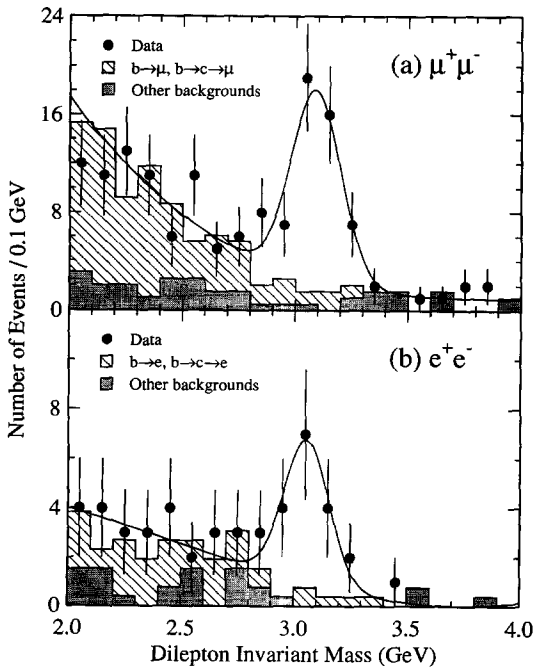 24
Data
b→μ, b→c→μ
Other backgrounds
(a) μ⁺μ⁻
16
8
0
Number of Events / 0.1 GeV
Data
b→e, b→c→e
Other backgrounds
(b) e⁺e⁻
8
4
0
2.0 2.5 3.0 3.5 4.0
Dilepton Invariant Mass (GeV)